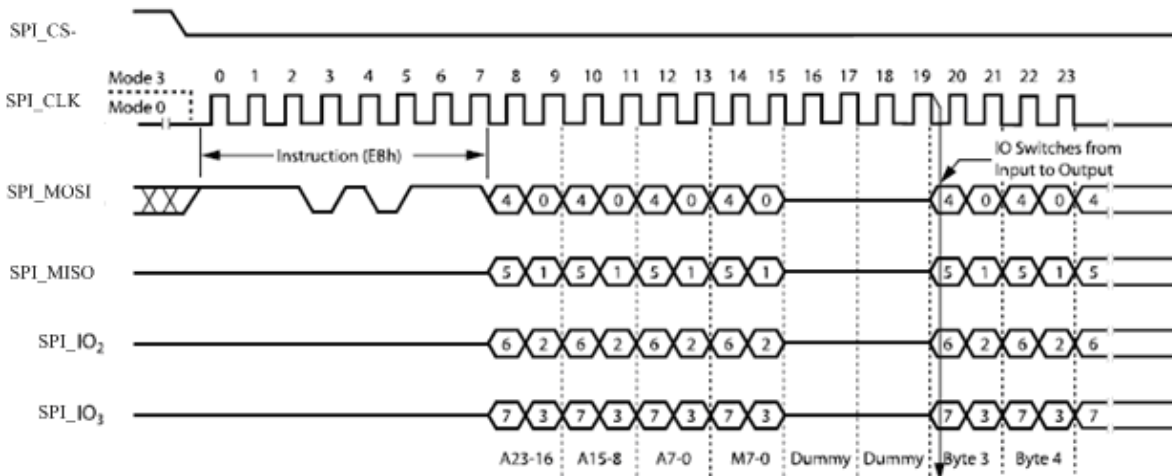 SPI_CS-
Mode 3
0 1 2 3 4 5 6 7 8 9 10 11 12 13 14 15 16 17 18 19 20 21 22 23
SPI_CLK
Mode 0
Instruction (EBh)
IO Switches from
Input to Output
SPI_MOSI
4 0 4 0 4 0 4 0 4 0 4 0 4
SPI_MISO
5 1 5 1 5 1 5 1 5 1 5 1 5
SPI_IO2
6 2 6 2 6 2 6 2 6 2 6 2 6
SPI_IO3
7 3 7 3 7 3 7 3 7 3 7 3 7
A23-16 A15-8 A7-0 M7-0 Dummy Dummy Byte 3 Byte 4